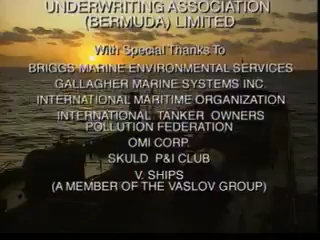 UNDERWRITING ASSOCIATION
(BERMUDA) LIMITED
With Special Thanks To
BRIGGS MARINE ENVIRONMENTAL SERVICES
GALLAGHER MARINE SYSTEMS INC.
INTERNATIONAL MARITIME ORGANIZATION
INTERNATIONAL TANKER OWNERS
POLLUTION FEDERATION
OMI CORP.
SKULD P&I CLUB
V. SHIPS
(A MEMBER OF THE VASLOV GROUP)